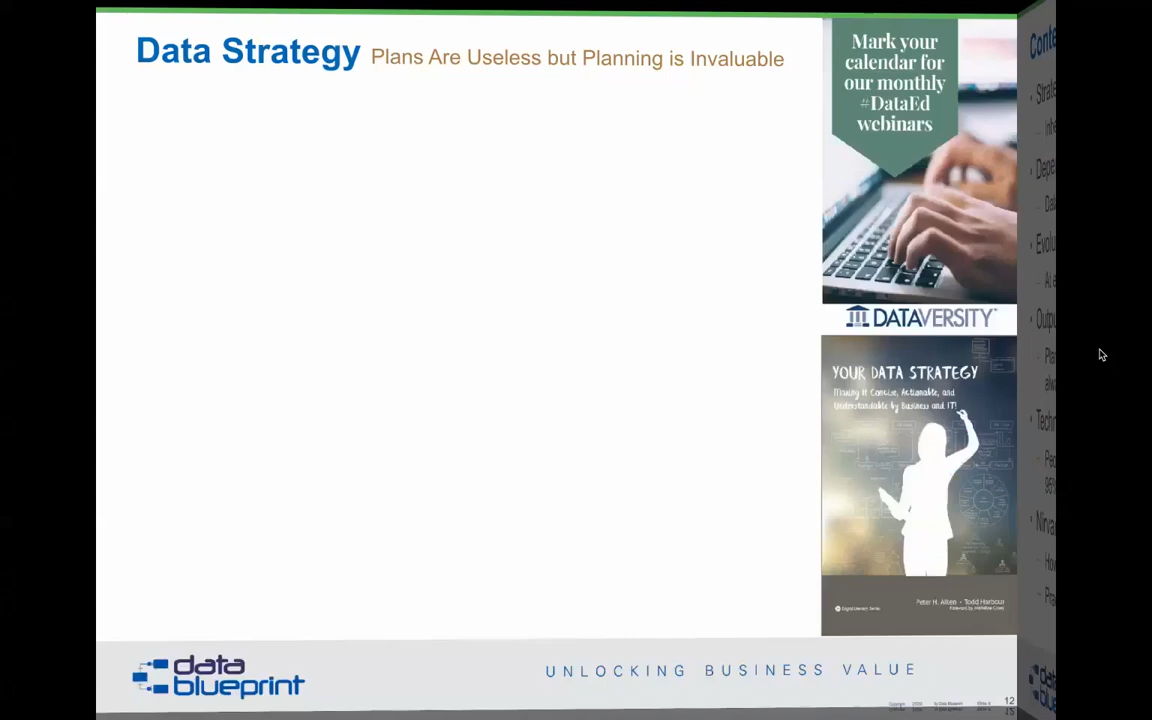 Data Strategy Plans Are Useless but Planning is Invaluable
Mark your
calendar for
our monthly
#DataEd
webinars
DATAVERSITY
YOUR DATA STRATEGY
Making It Concise, Actionable, and
Understandable by Business and IT!
Peter H. Aiken • Todd Harbour
data
blueprint
UNLOCKING BUSINESS VALUE
12